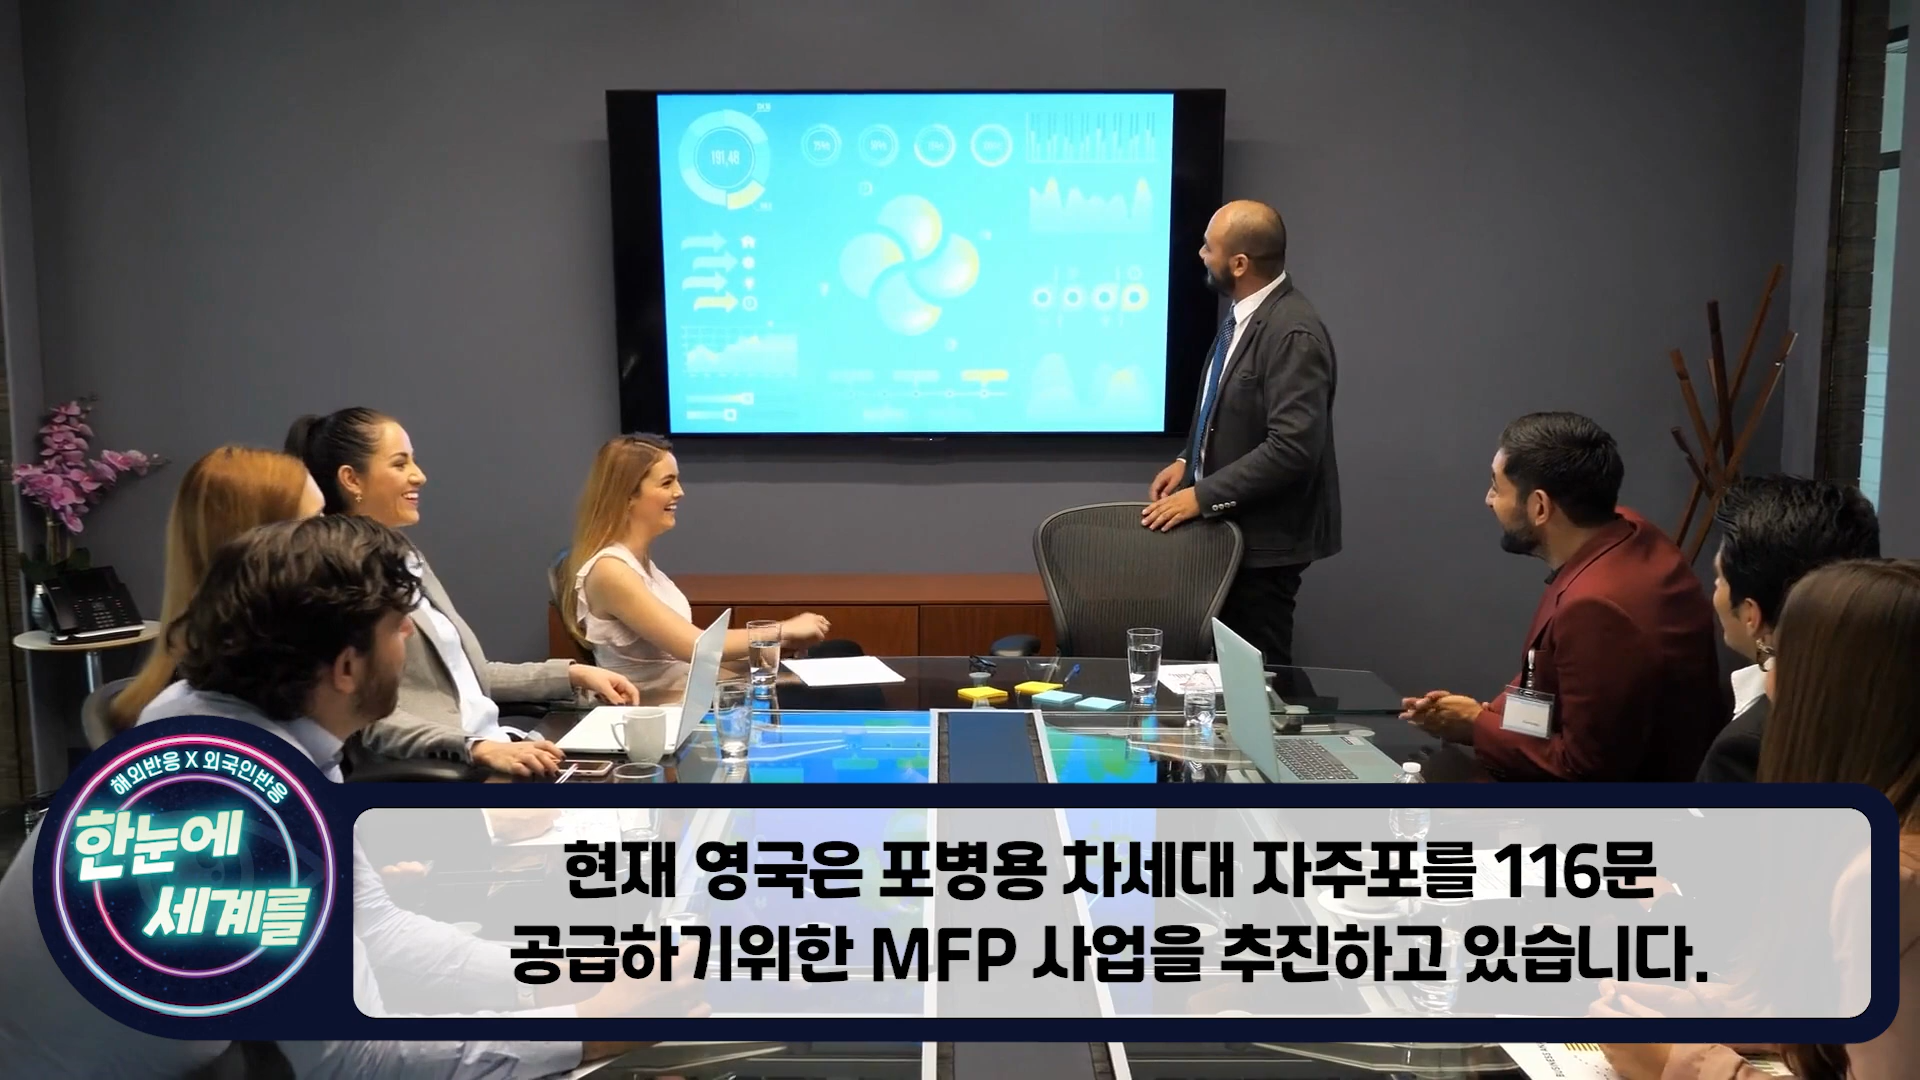 191,48
해외반응 X 외국인반응
한눈에
세계를
현재 영국은 포병용 차세대 자주포를 116문
공급하기위한 MFP 사업을 추진하고 있습니다.